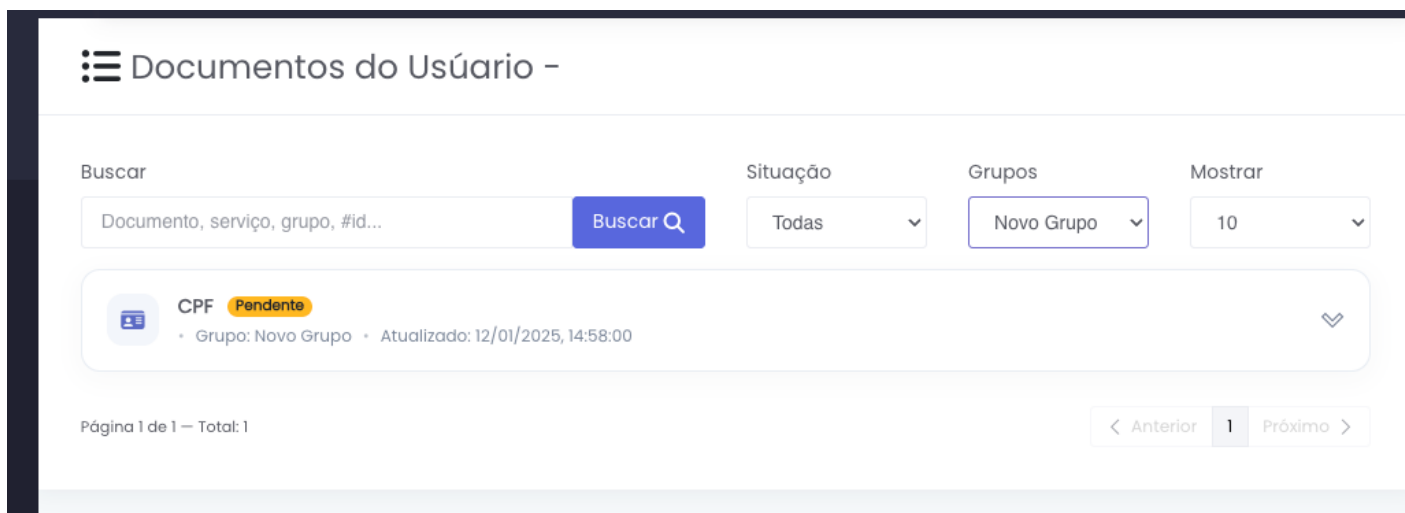 Documentos do Usúario -
Buscar
Situação
Grupos
Mostrar
Documento, serviço, grupo, #id...
Buscar
Todas
Novo Grupo
10
CPF Pendente
• Grupo: Novo Grupo • Atualizado: 12/01/2025, 14:58:00
Página 1 de 1 — Total: 1
Anterior
1
Próximo